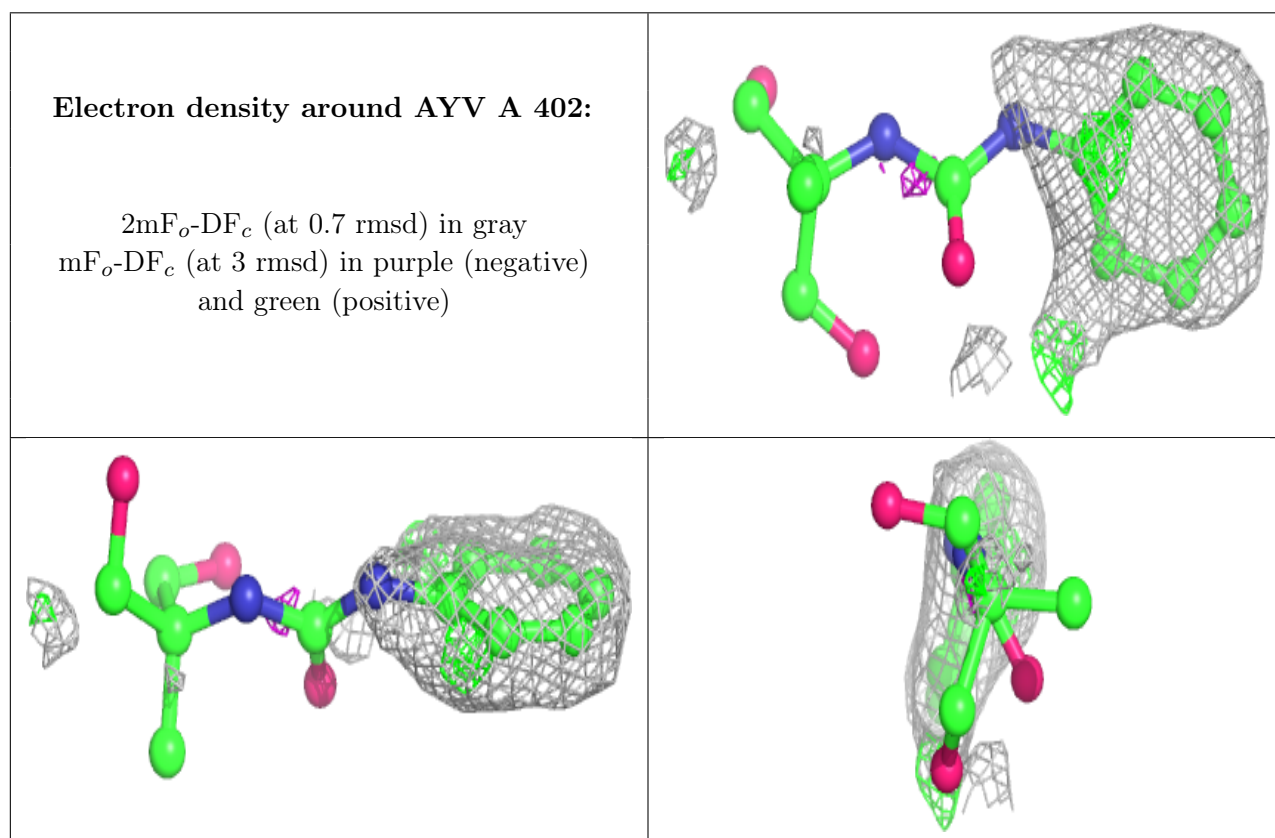 Electron density around AYV A 402:
2mFo-DFc (at 0.7 rmsd) in gray
mFo-DFc (at 3 rmsd) in purple (negative)
and green (positive)